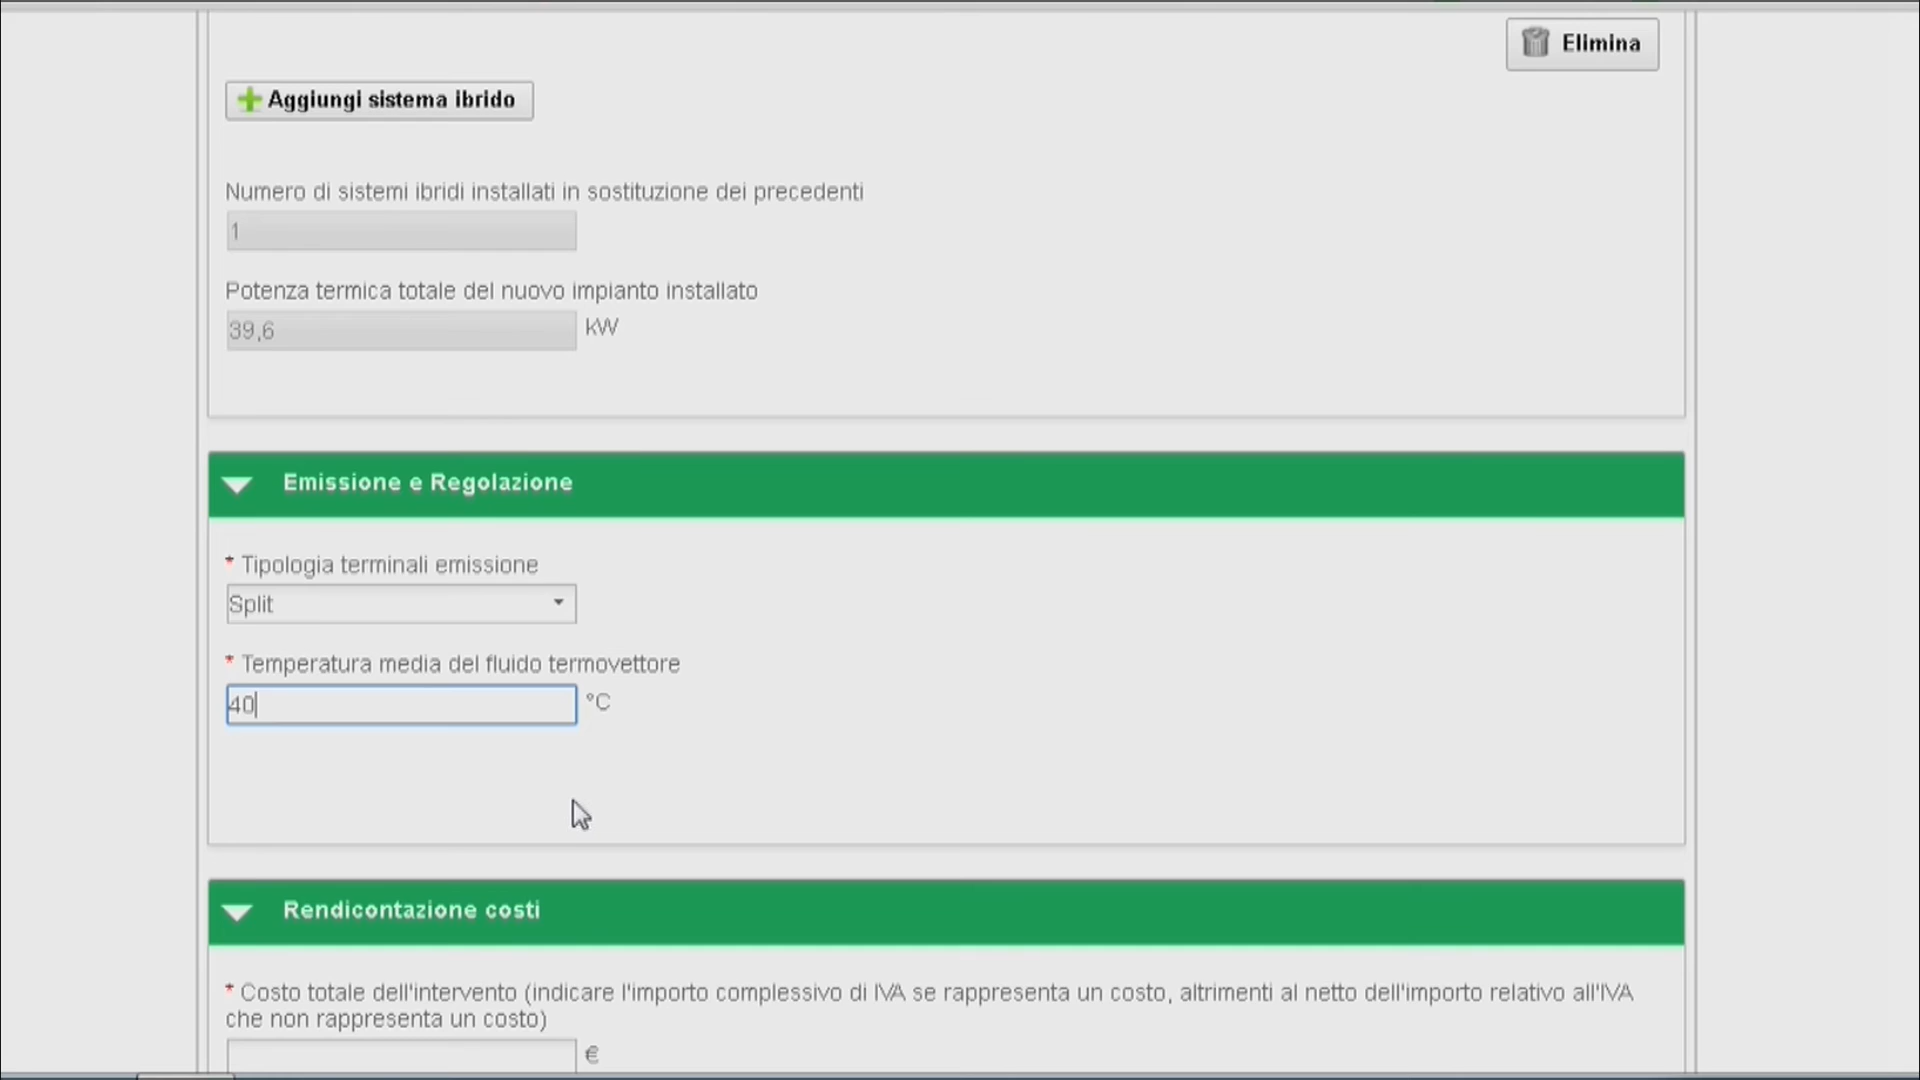 Elimina
Aggiungi sistema ibrido
Numero di sistemi ibridi installati in sostituzione dei precedenti
1
Potenza termica totale del nuovo impianto installato
39,6 kW
Emissione e Regolazione
* Tipologia terminali emissione
Split
* Temperatura media del fluido termovettore
40 °C
Rendicontazione costi
* Costo totale dell'intervento (indicare l'importo complessivo di IVA se rappresenta un costo, altrimenti al netto dell'importo relativo all'IVA
che non rappresenta un costo)
€